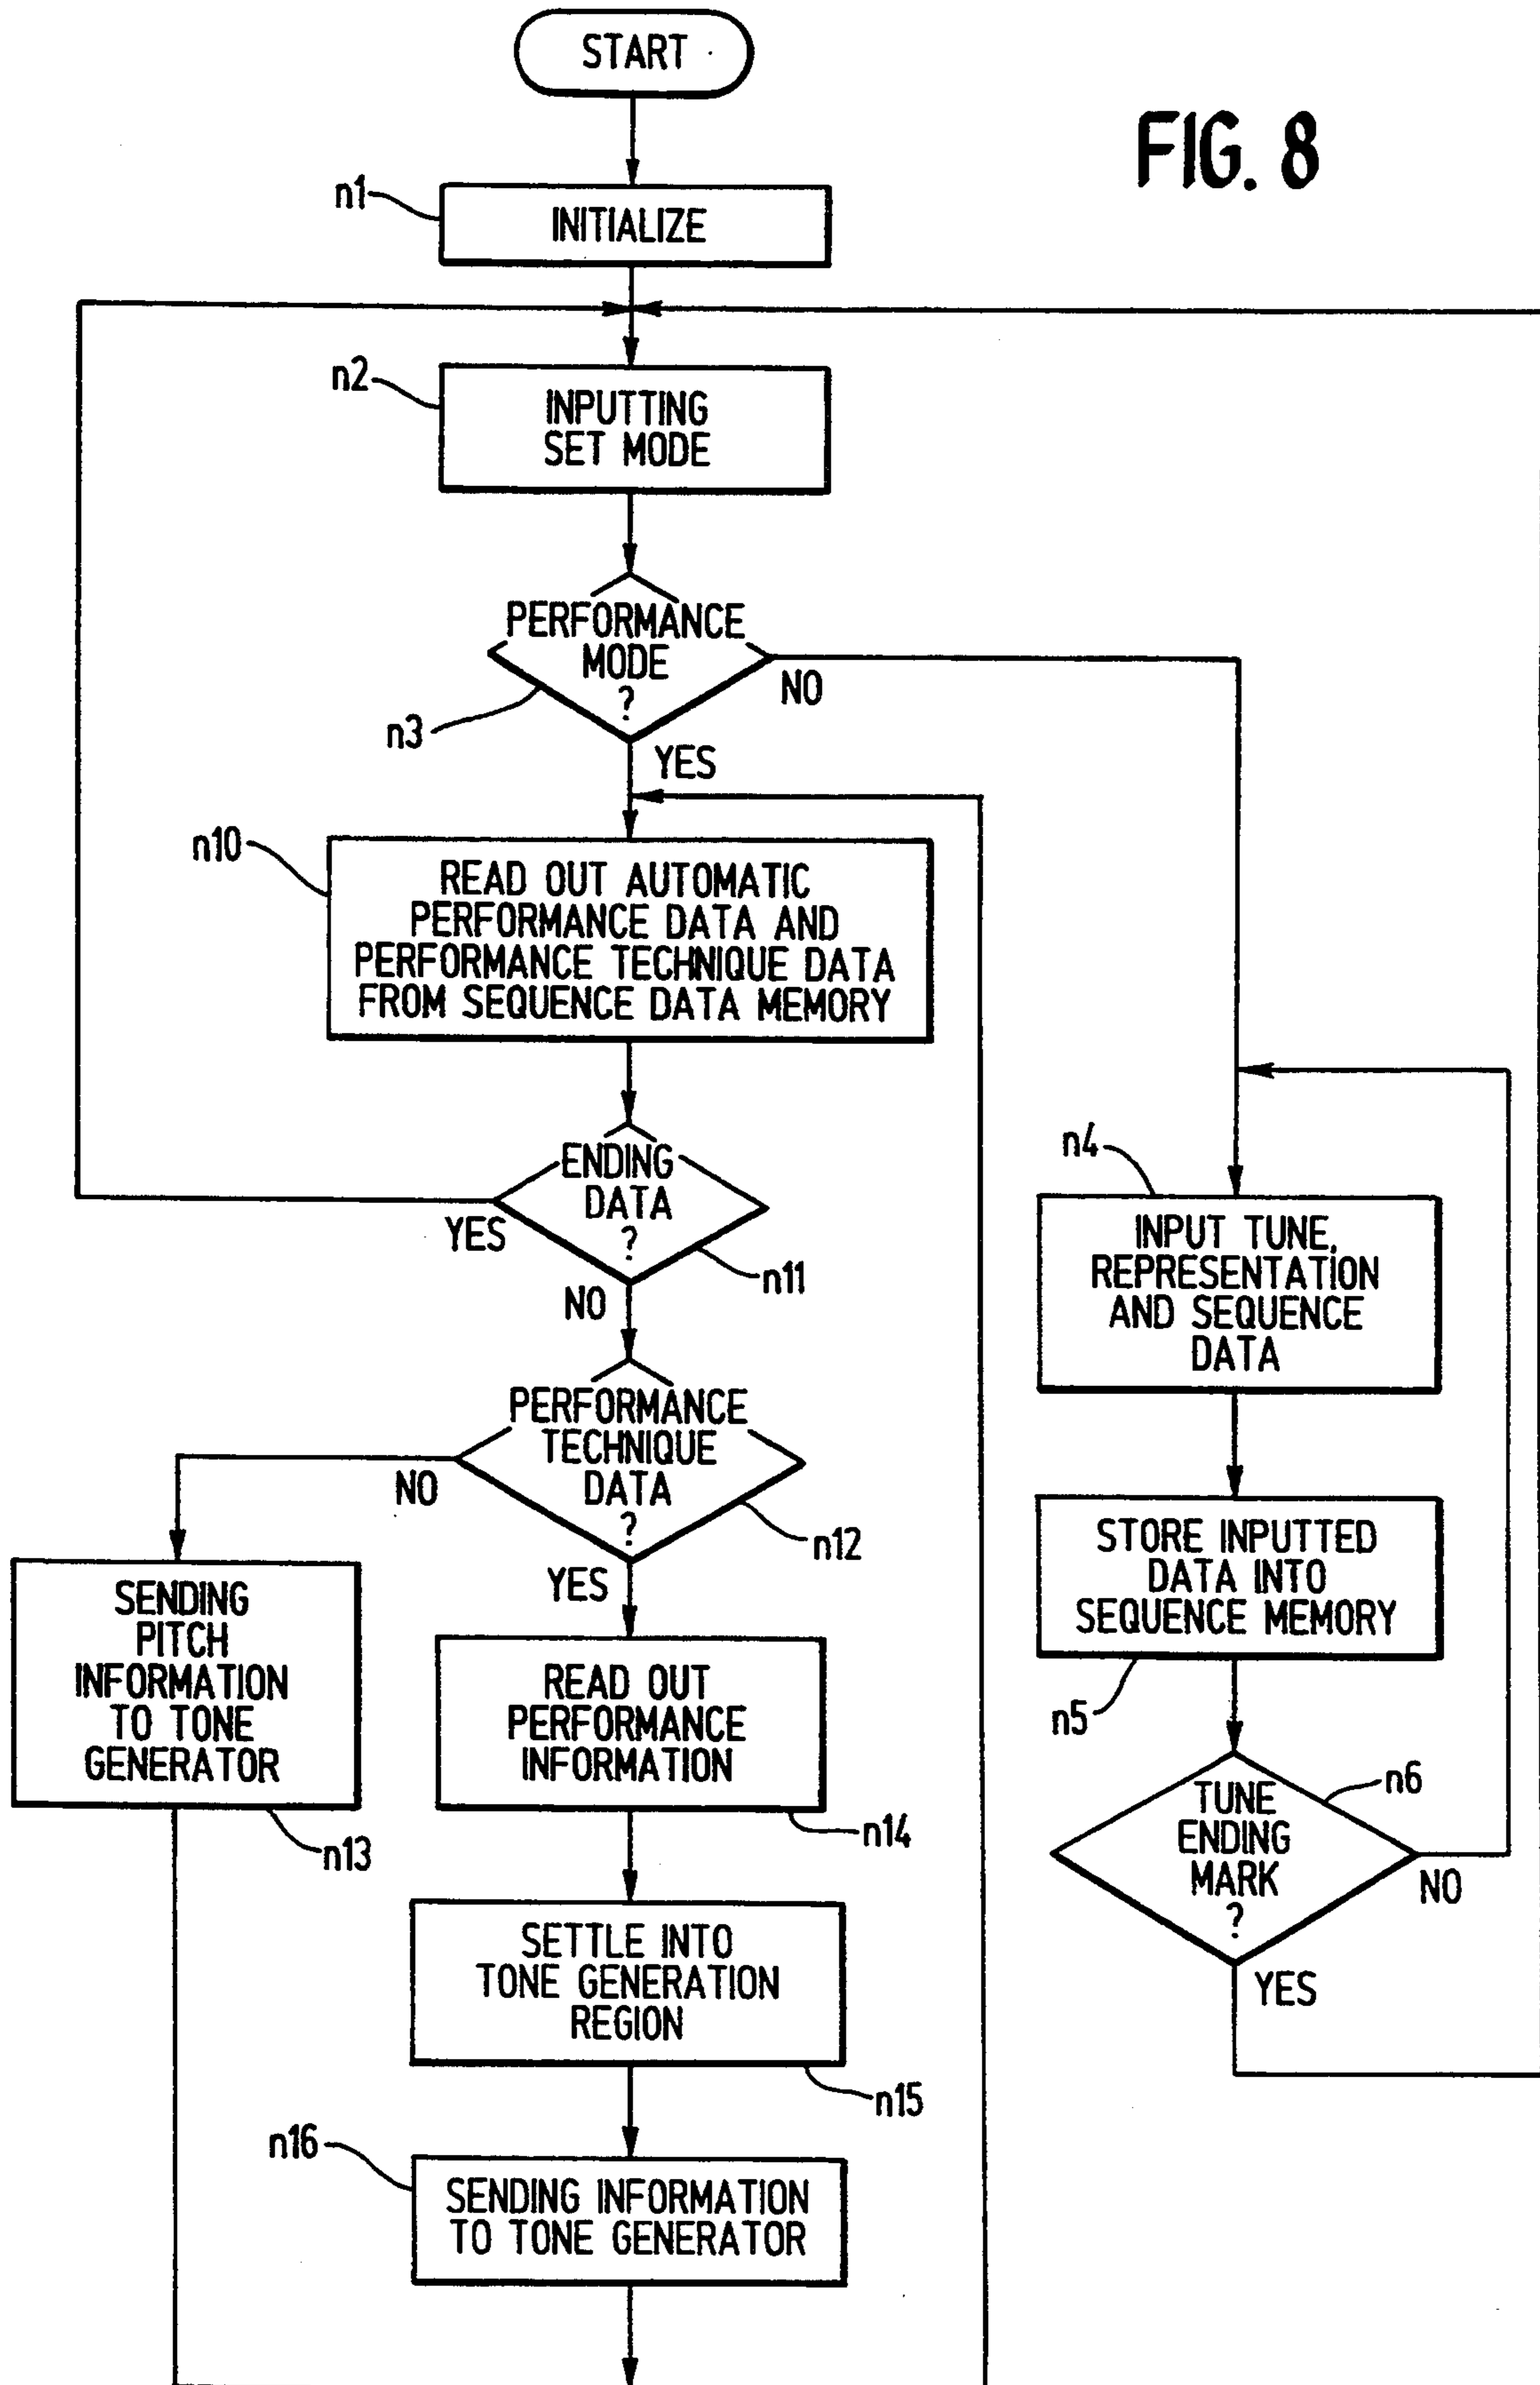 START
FIG. 8
n1
INITIALIZE
n2
INPUTTING
SET MODE
PERFORMANCE
MODE
?
NO
n3
YES
n10
READ OUT AUTOMATIC
PERFORMANCE DATA AND
PERFORMANCE TECHNIQUE DATA
FROM SEQUENCE DATA MEMORY
ENDING
DATA
?
YES
n11
NO
PERFORMANCE
TECHNIQUE
DATA
?
NO
n12
YES
SENDING
PITCH
INFORMATION
TO TONE
GENERATOR
n13
READ OUT
PERFORMANCE
INFORMATION
n14
SETTLE INTO
TONE GENERATION
REGION
n15
n16
SENDING INFORMATION
TO TONE GENERATOR
n4
INPUT TUNE,
REPRESENTATION
AND SEQUENCE
DATA
STORE INPUTTED
DATA INTO
SEQUENCE MEMORY
n5
n6
TUNE
ENDING
MARK
?
NO
YES